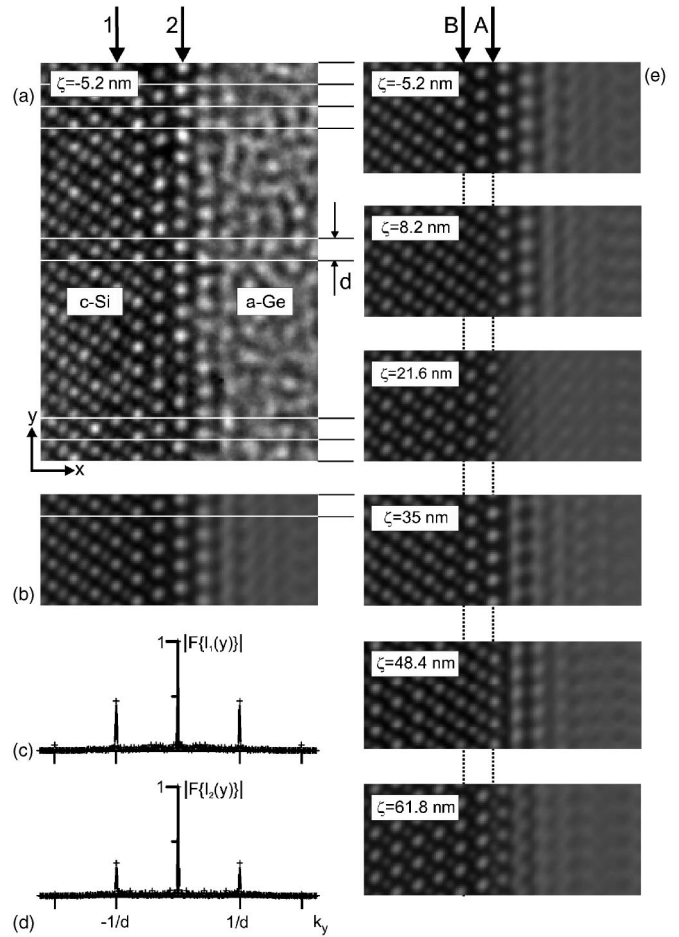 1 2
(a)
ζ=-5.2 nm
d
c-Si
a-Ge
y
x
(b)
1
|F{I₁(y)}|
(c)
1
|F{I₂(y)}|
(d)
-1/d
1/d
k_y
B A
(e)
ζ=-5.2 nm
ζ=8.2 nm
ζ=21.6 nm
ζ=35 nm
ζ=48.4 nm
ζ=61.8 nm